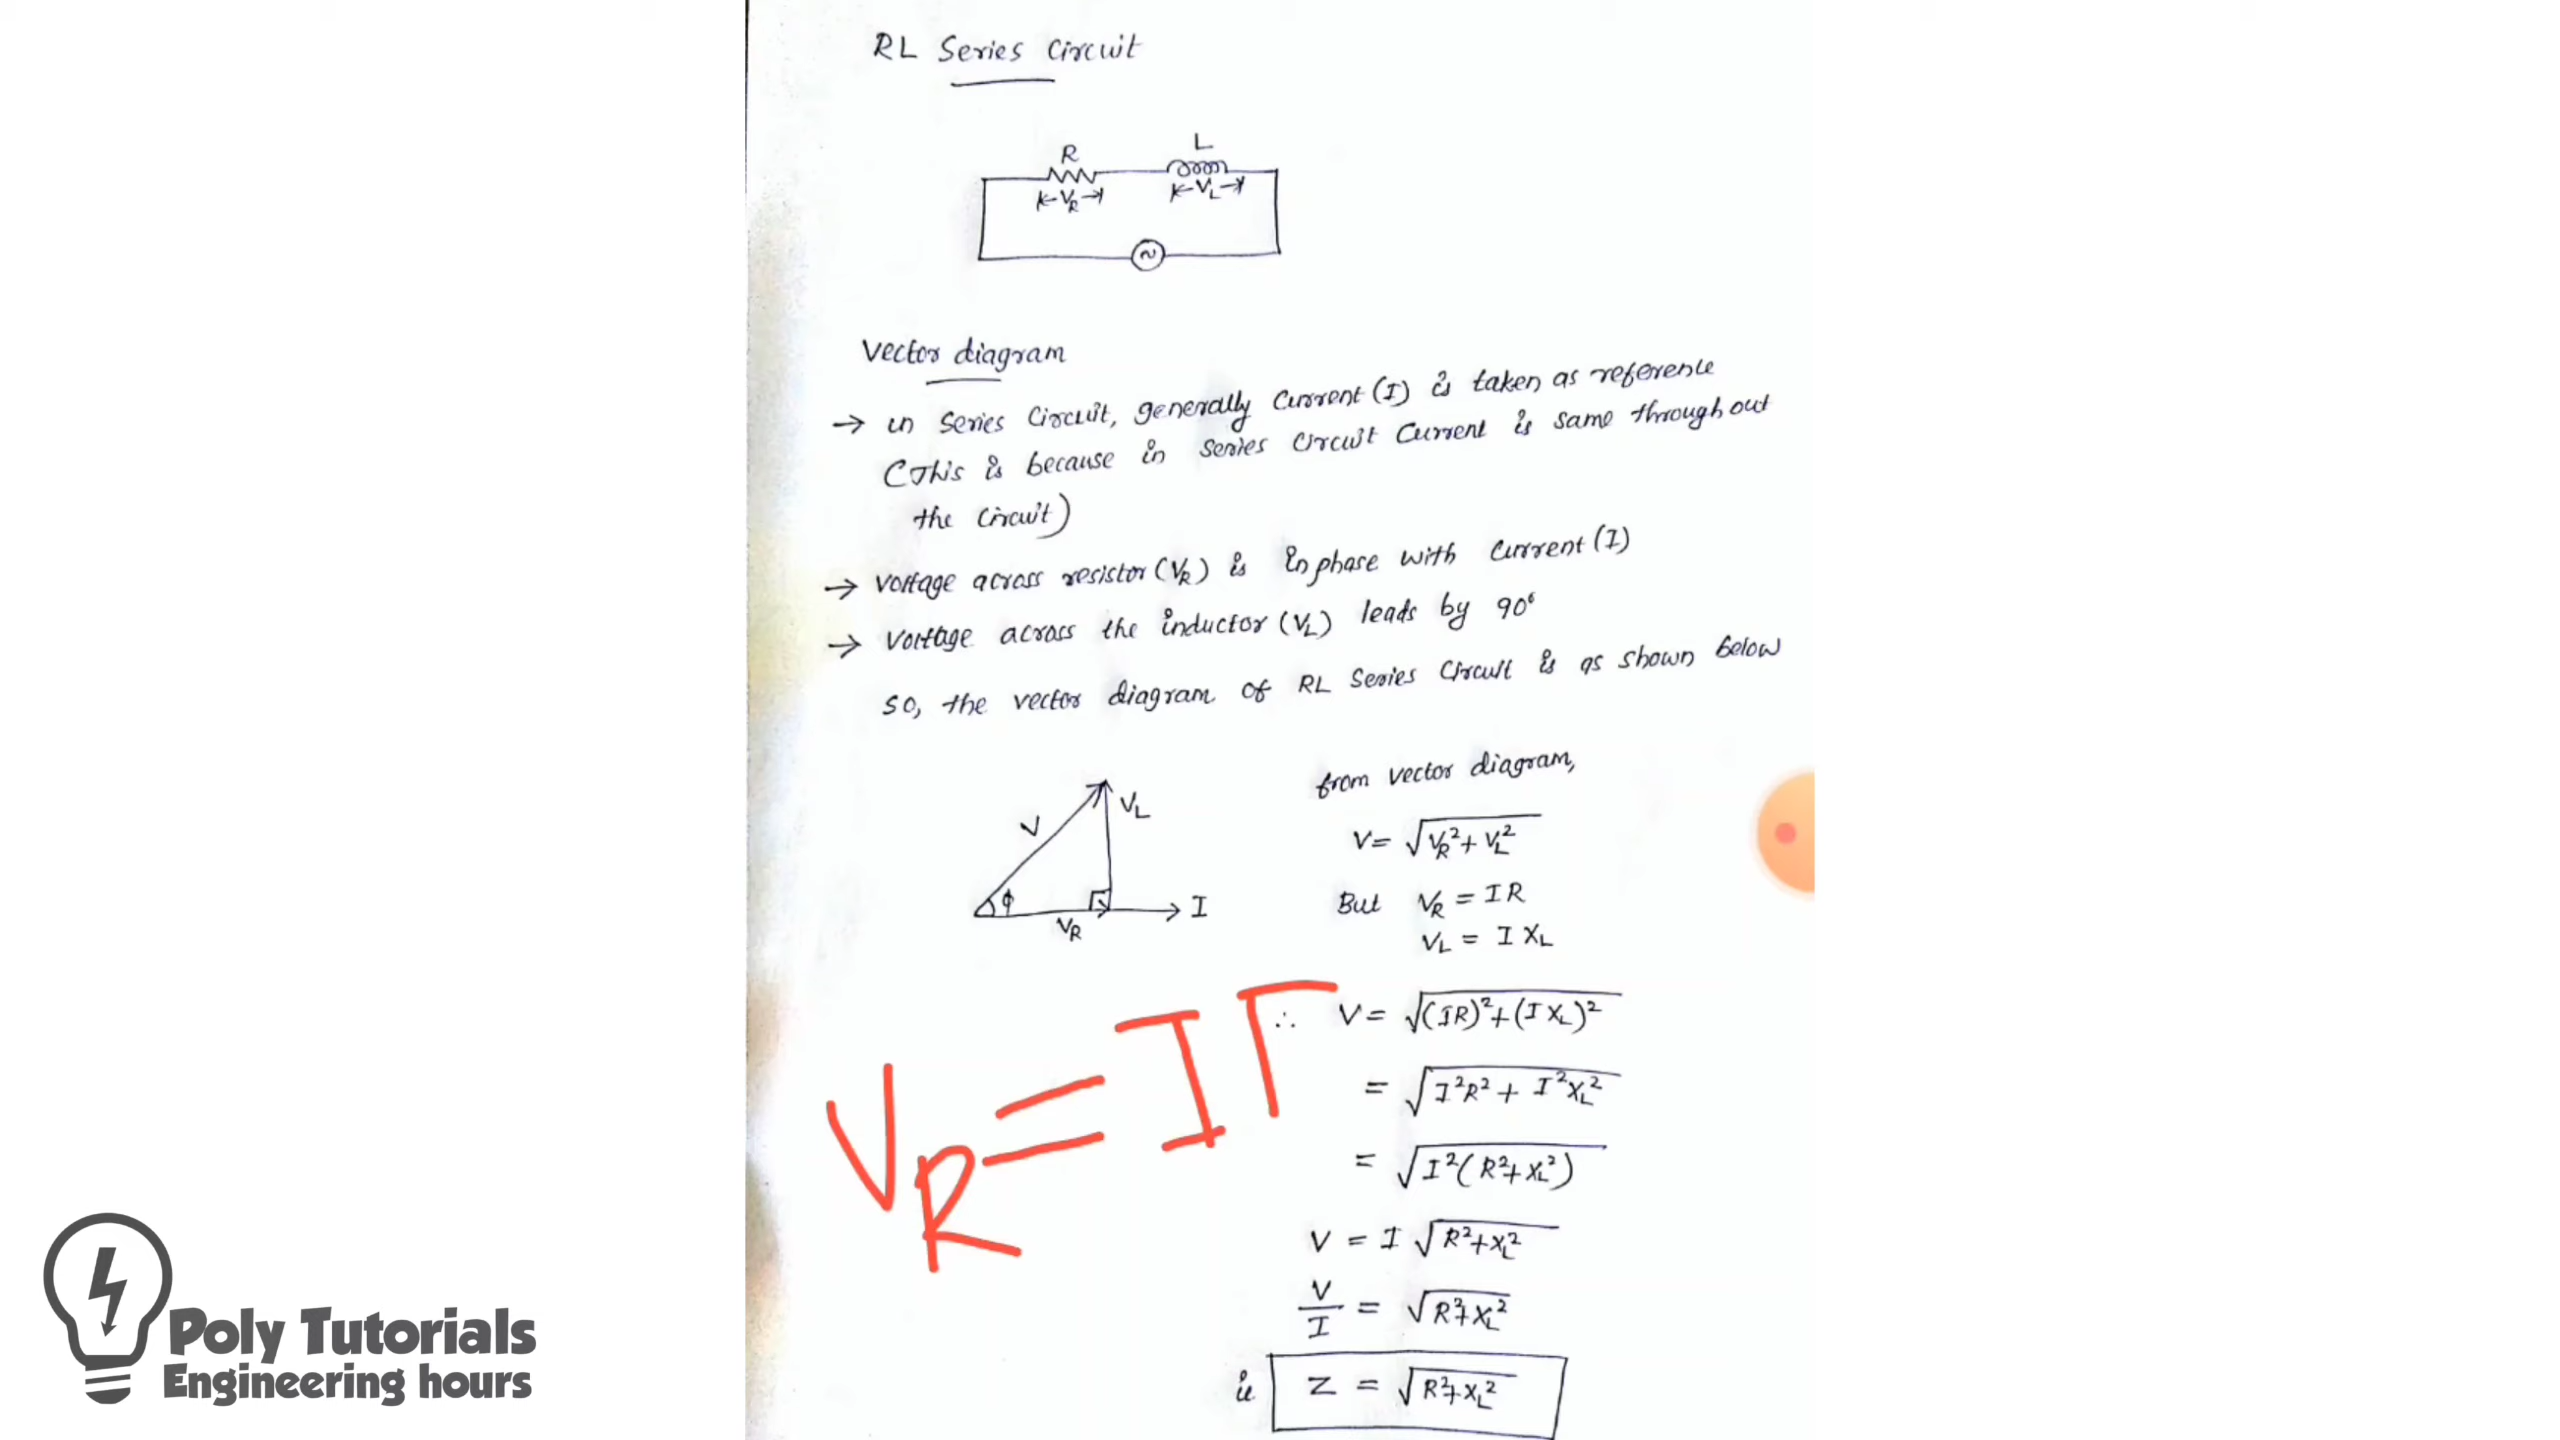 RL Series Circuit
R
L
VR
VL
~
Vector diagram
→ in series circuit, generally current (I) is taken as reference
(This is because in series circuit current is same throughout
the circuit)
→ Voltage across resistor (VR) is in phase with current (I)
→ Voltage across the inductor (VL) leads by 90°
so, the vector diagram of RL series circuit is as shown below
V
VL
ϕ
VR
I
from vector diagram,
V = √(VR² + VL²)
But VR = IR
VL = I XL
∴ V = √((IR)² + (I XL)²)
= √(I²R² + I²XL²)
= √(I²(R² + XL²))
V = I √(R² + XL²)
V/I = √(R² + XL²)
ie Z = √(R² + XL²)
VR = I
Poly Tutorials
Engineering hours